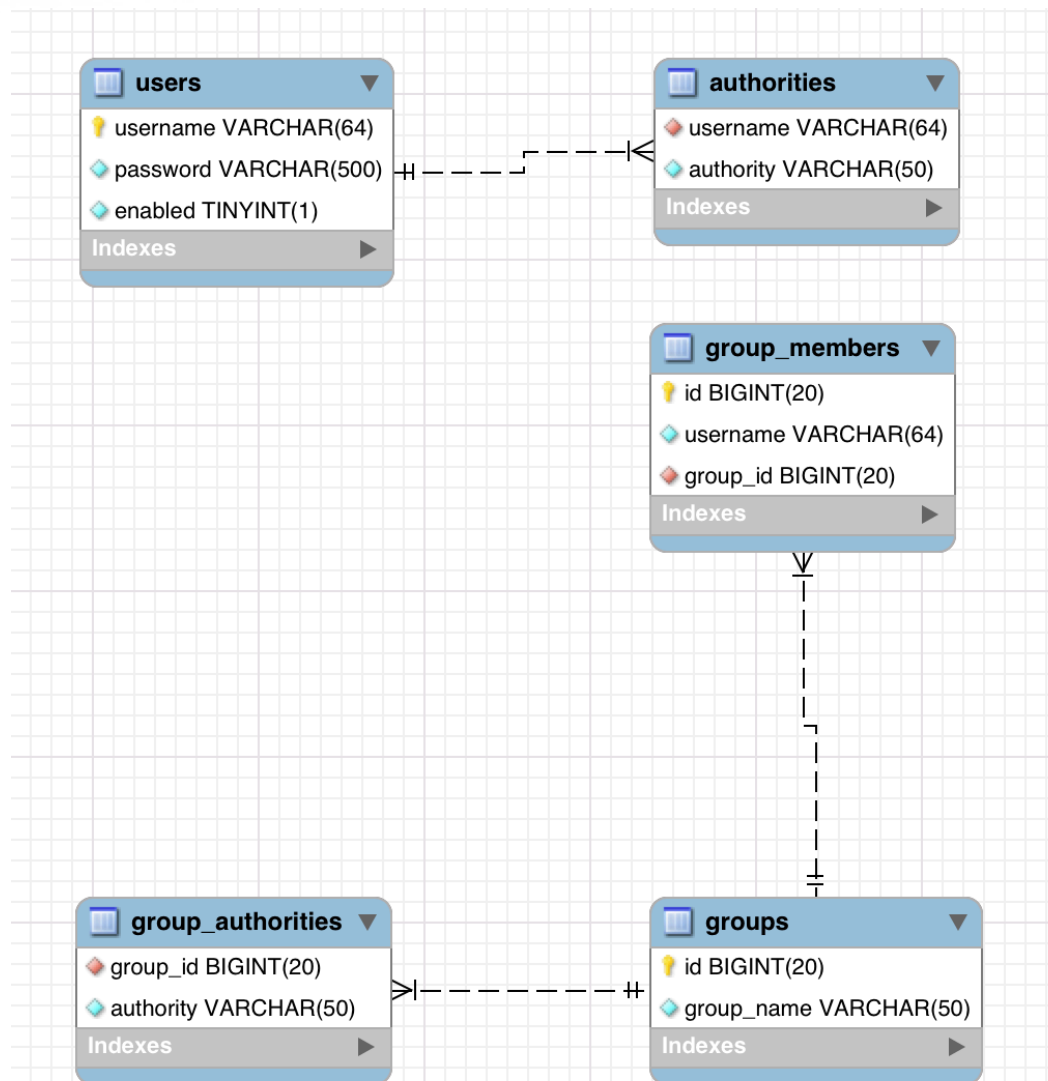 users
username VARCHAR(64)
password VARCHAR(500)
enabled TINYINT(1)
Indexes
authorities
username VARCHAR(64)
authority VARCHAR(50)
Indexes
group_members
id BIGINT(20)
username VARCHAR(64)
group_id BIGINT(20)
Indexes
group_authorities
group_id BIGINT(20)
authority VARCHAR(50)
Indexes
groups
id BIGINT(20)
group_name VARCHAR(50)
Indexes